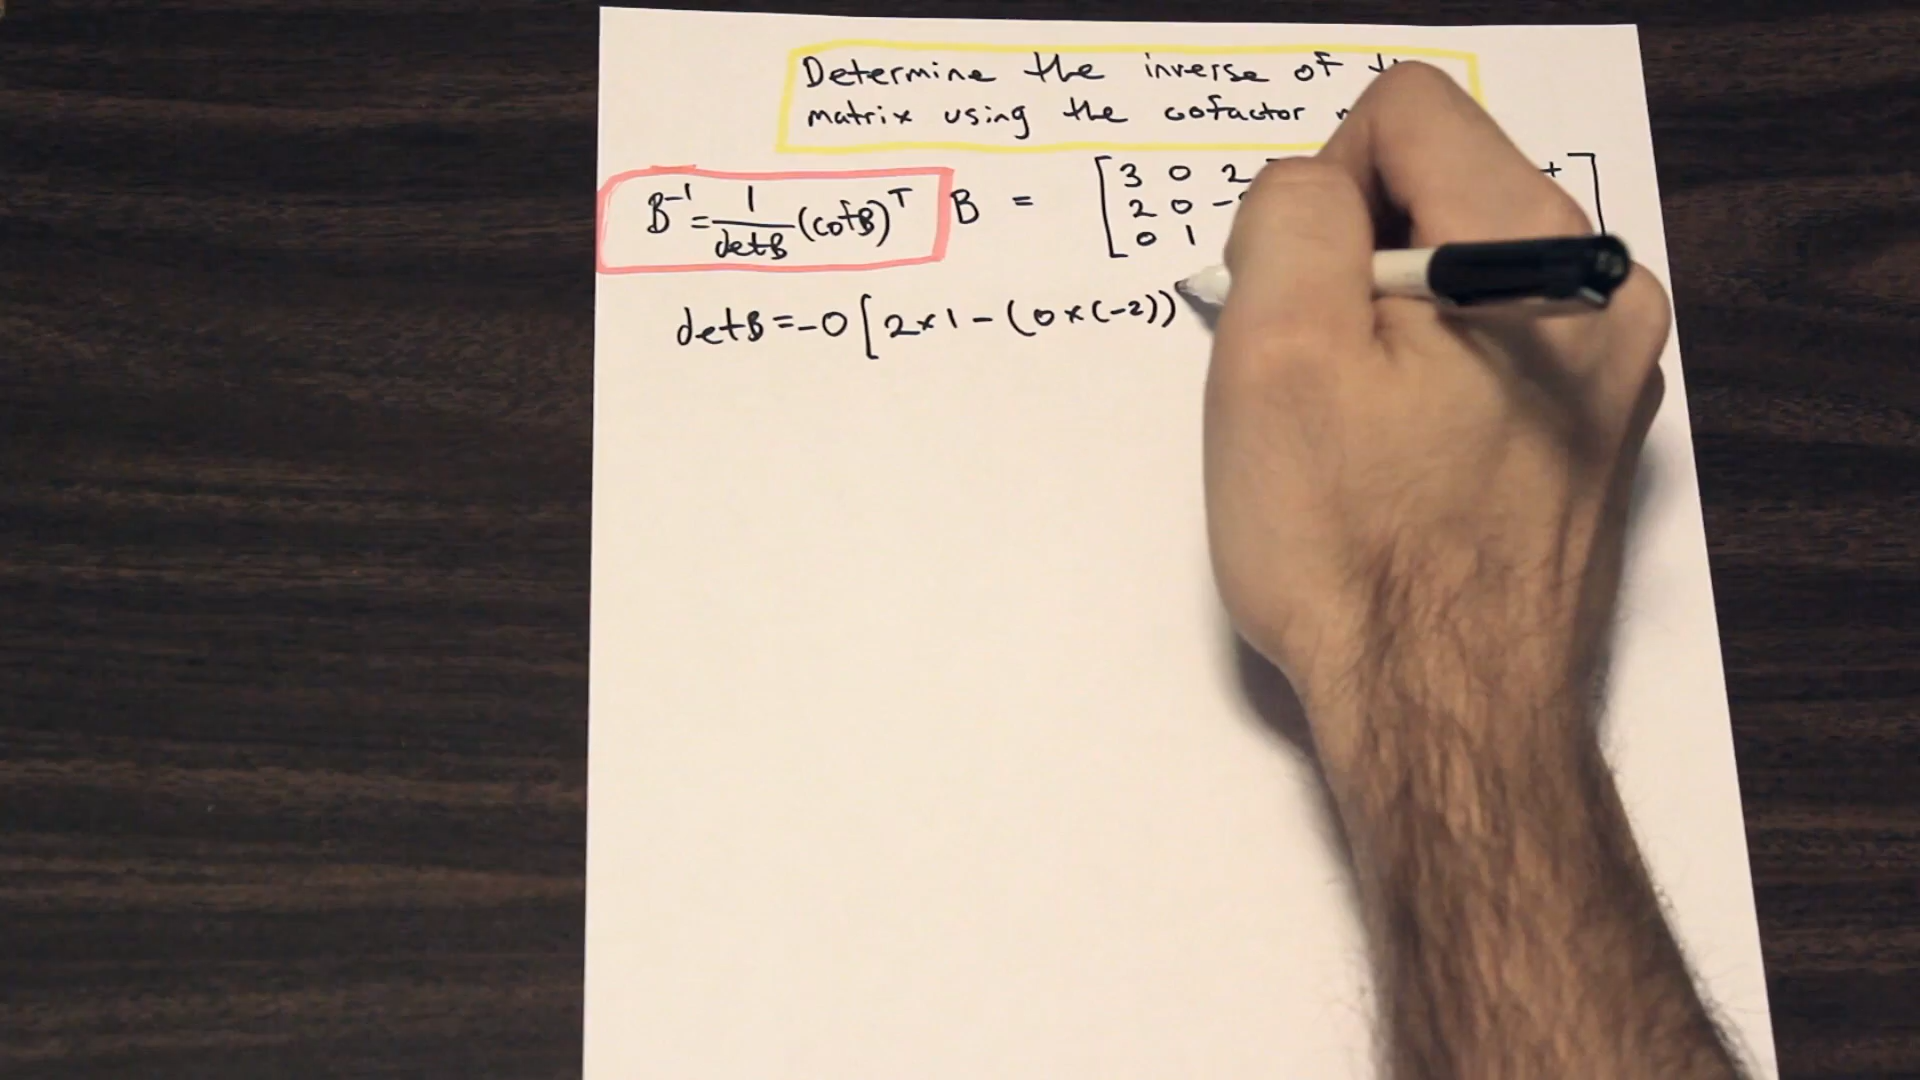 Determine the inverse of
matrix using the cofactor
B⁻¹ = 1/detB (cofB)ᵀ B = [3 0 2 +]
2 0 -
0 1
detB = -0 [2×1 - (0×(-2))